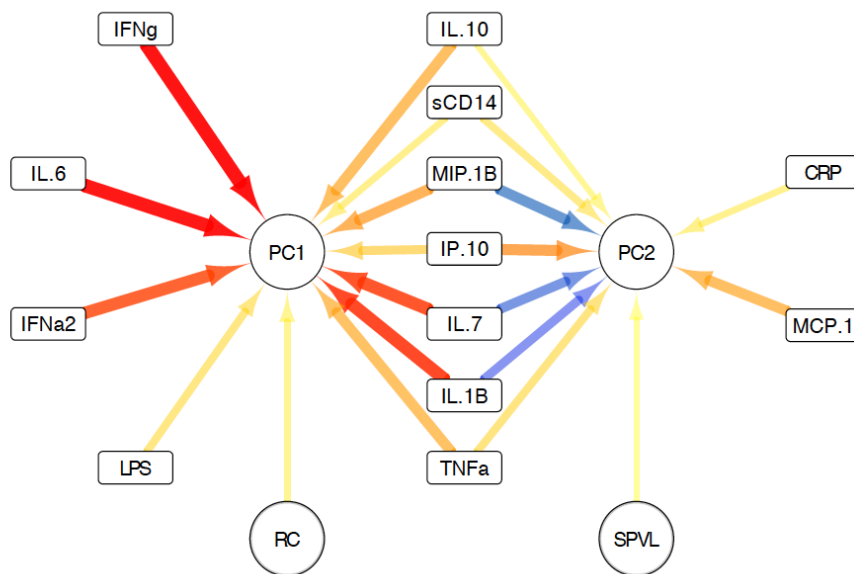 IFNg
IL.10
sCD14
IL.6
MIP.1B
CRP
PC1
IP.10
PC2
IFNa2
IL.7
MCP.1
IL.1B
LPS
TNFa
RC
SPVL